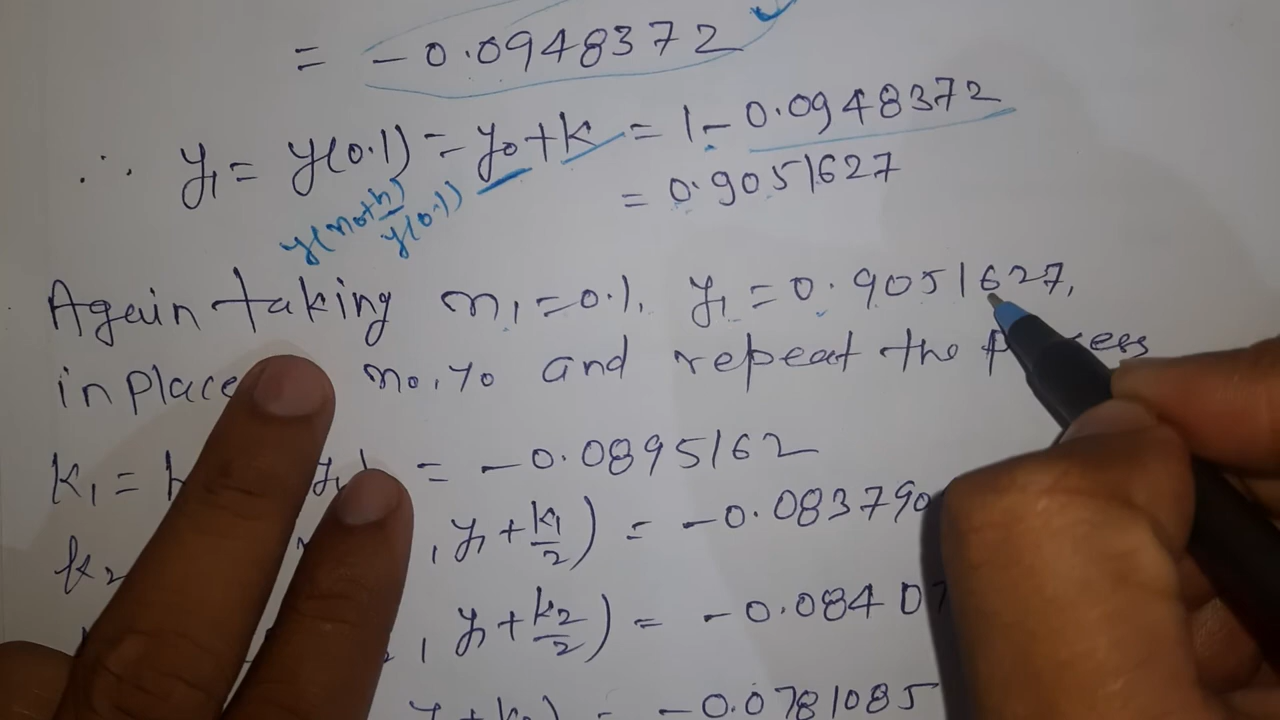 = -0.0948372
∴ y₁ = y(0.1) = y₀+k = 1-0.0948372
y(x₀+h) = 0.9051627
y(0.1)
Again taking x₁=0.1, y₁=0.9051627,
in place x₀,y₀ and repeat the
K₁ = = -0.0895162
k₂ , y₁+k₁/2) = -0.083790
, y₁+k₂/2) = -0.0840
= -0.0781085